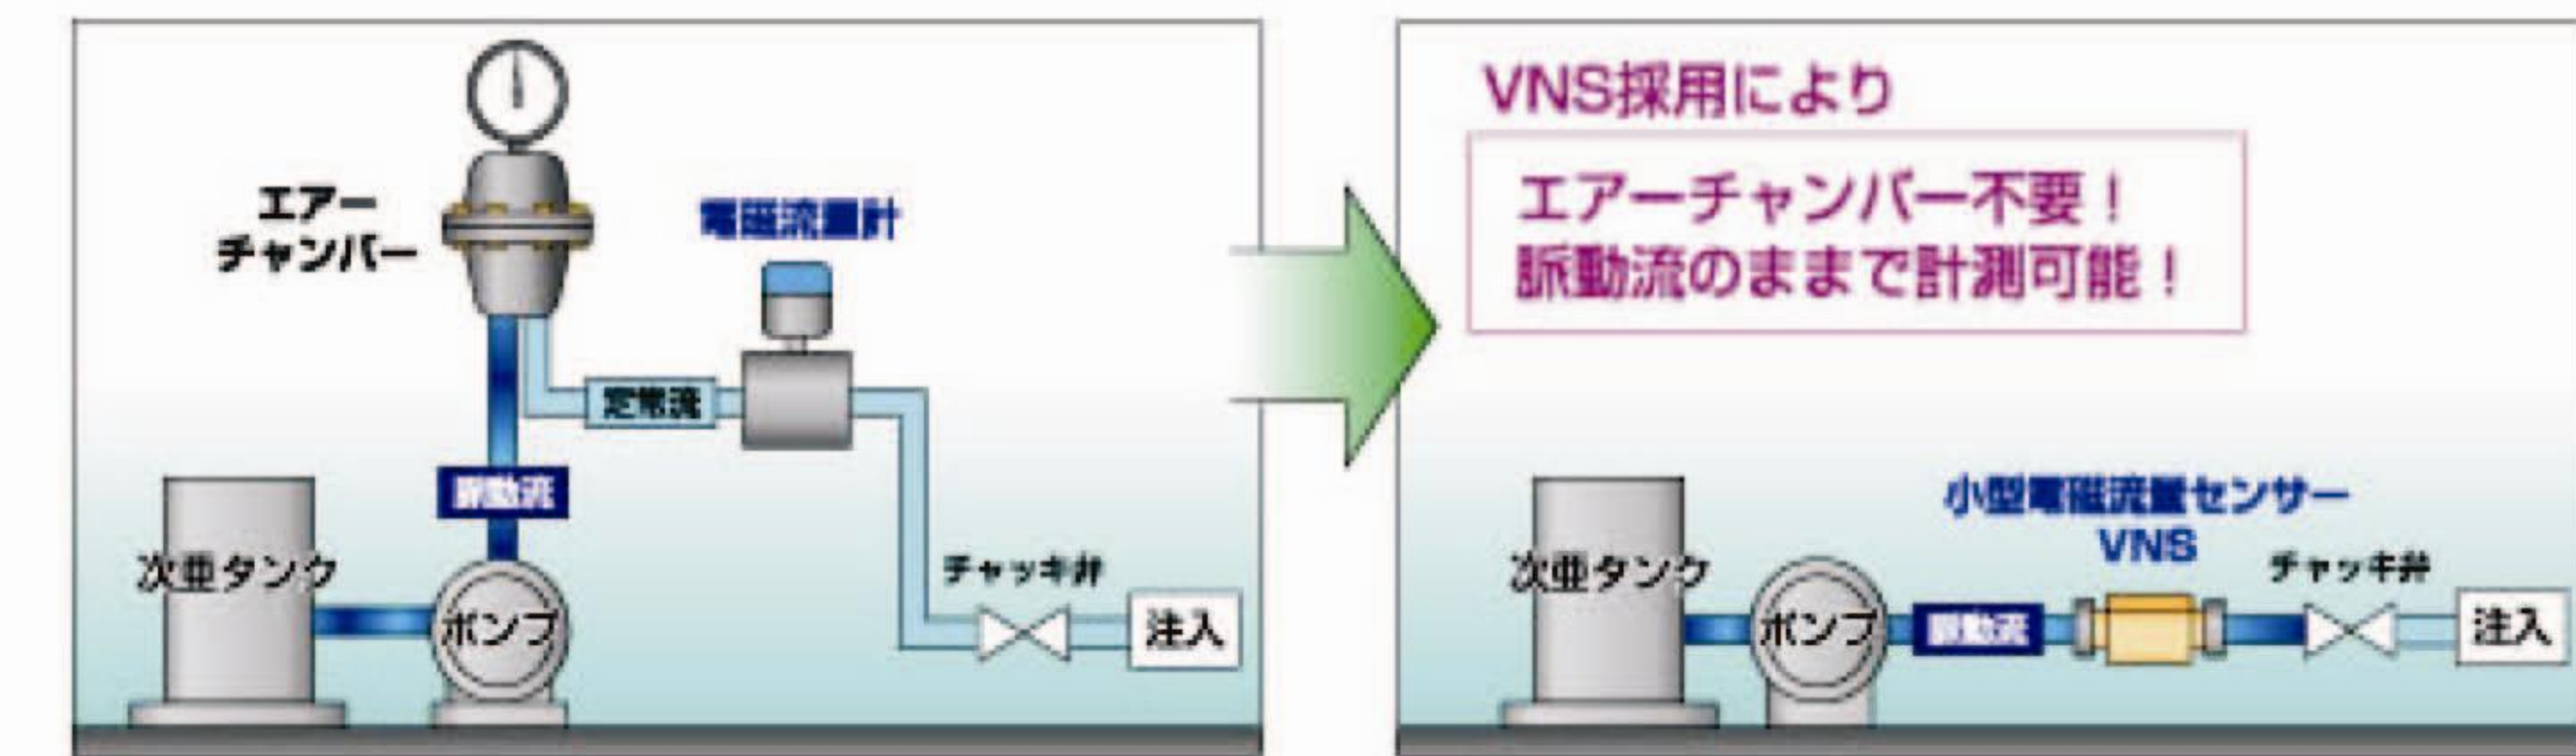 エアー
チャンバー
電磁流量計
定常流
脈動流
次亜タンク
ポンプ
チャッキ弁
注入
VNS採用により
エアーチャンバー不要！
脈動流のままで計測可能！
小型電磁流量センサー
VNS
次亜タンク
ポンプ
脈動流
チャッキ弁
注入